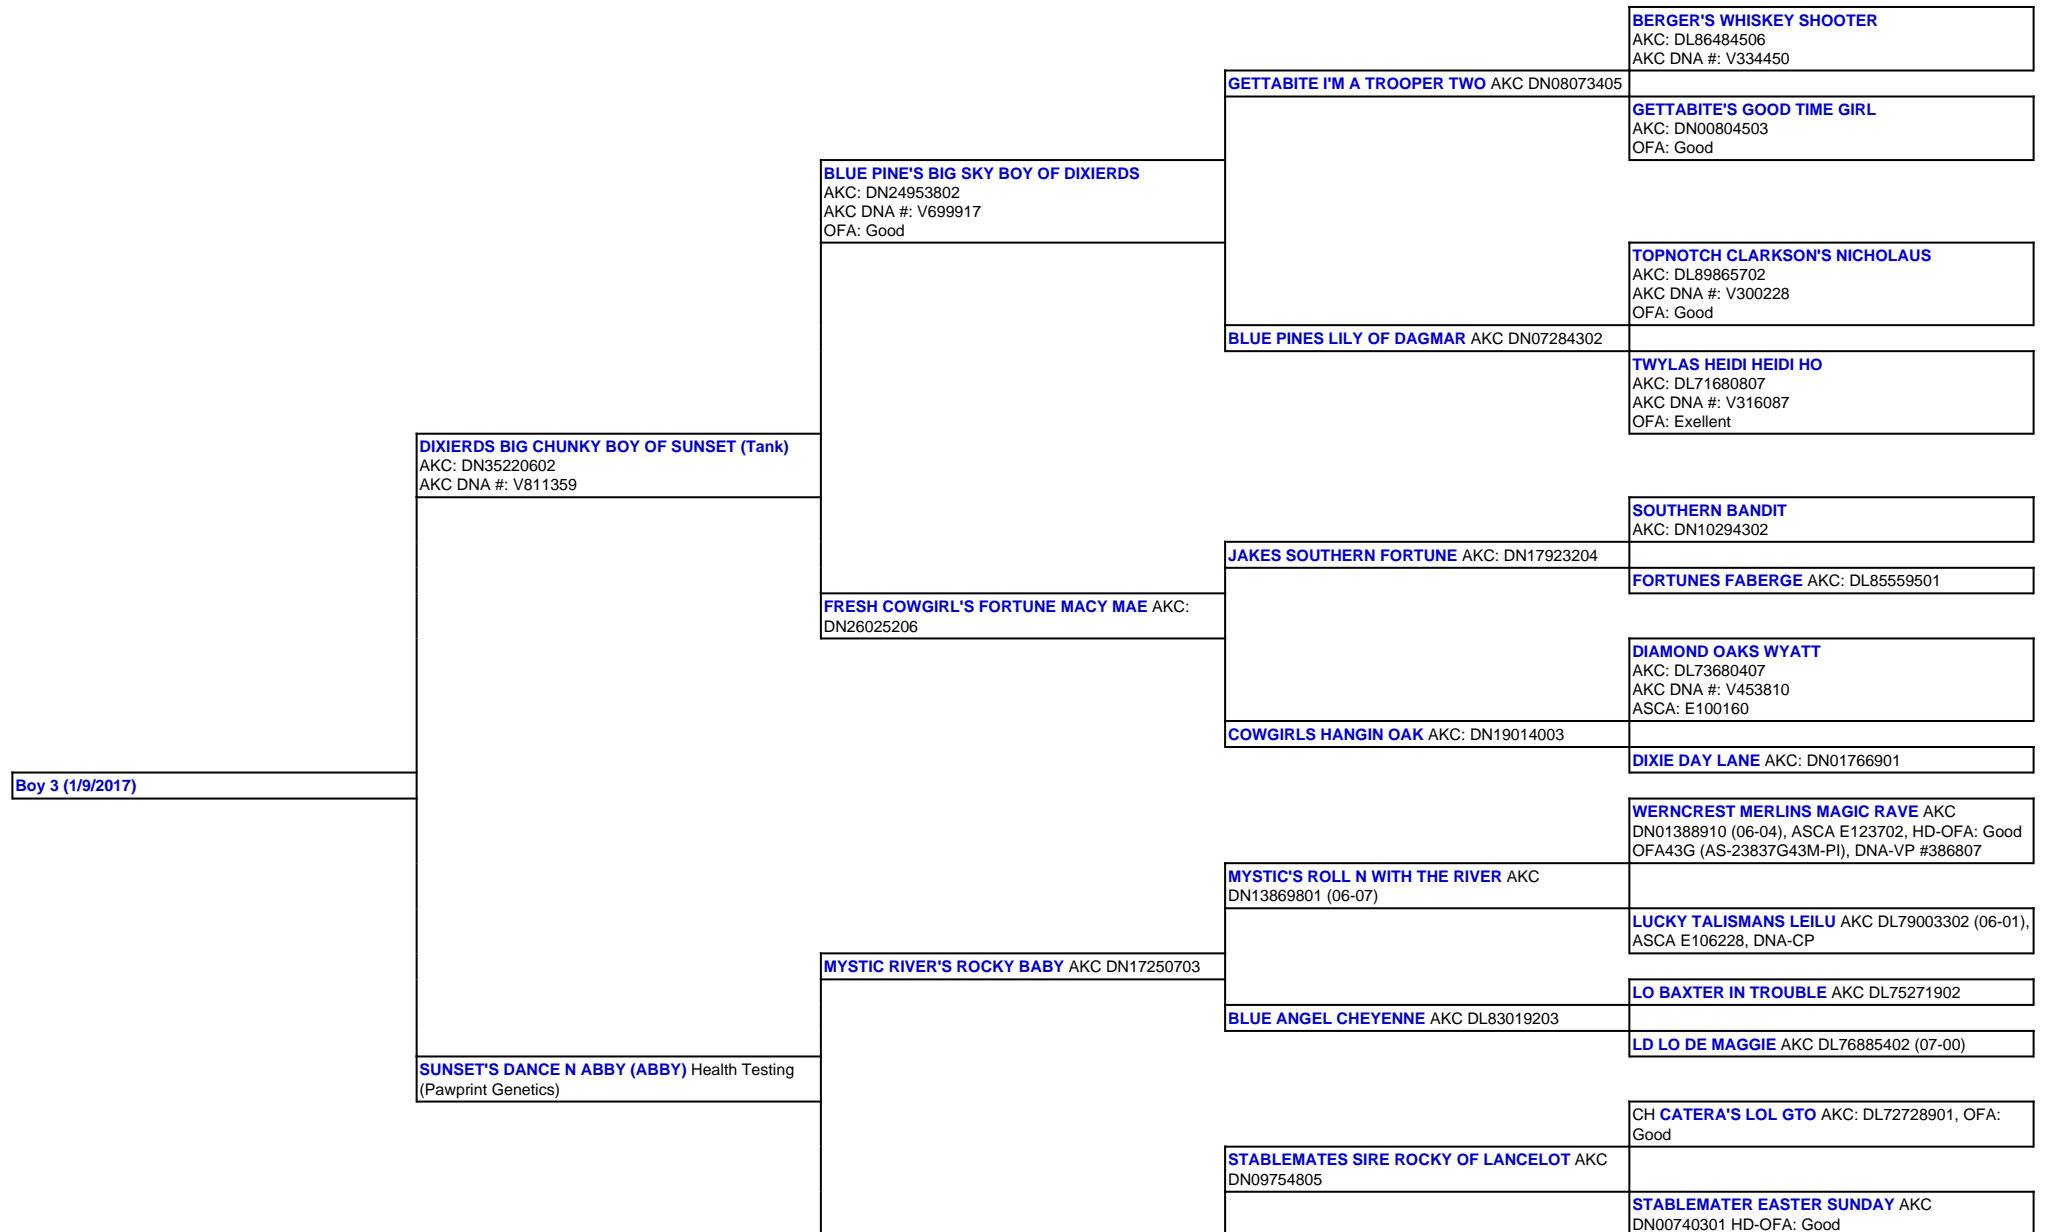 BERGER'S WHISKEY SHOOTER
AKC: DL86484506
AKC DNA #: V334450
GETTABITE I'M A TROOPER TWO AKC DN08073405
GETTABITE'S GOOD TIME GIRL
AKC: DN00804503
OFA: Good
BLUE PINE'S BIG SKY BOY OF DIXIERDS
AKC: DN24953802
AKC DNA #: V699917
OFA: Good
TOPNOTCH CLARKSON'S NICHOLAUS
AKC: DL89865702
AKC DNA #: V300228
OFA: Good
BLUE PINES LILY OF DAGMAR AKC DN07284302
TWYLAS HEIDI HEIDI HO
AKC: DL71680807
AKC DNA #: V316087
OFA: Exellent
DIXIERDS BIG CHUNKY BOY OF SUNSET (Tank)
AKC: DN35220602
AKC DNA #: V811359
SOUTHERN BANDIT
AKC: DN10294302
JAKES SOUTHERN FORTUNE AKC: DN17923204
FORTUNES FABERGE AKC: DL85559501
FRESH COWGIRL'S FORTUNE MACY MAE AKC:
DN26025206
DIAMOND OAKS WYATT
AKC: DL73680407
AKC DNA #: V453810
ASCA: E100160
COWGIRLS HANGIN OAK AKC: DN19014003
DIXIE DAY LANE AKC: DN01766901
Boy 3 (1/9/2017)
WERNCREST MERLINS MAGIC RAVE AKC
DN01388910 (06-04), ASCA E123702, HD-OFA: Good
OFA43G (AS-23837G43M-PI), DNA-VP #386807
MYSTIC'S ROLL N WITH THE RIVER AKC
DN13869801 (06-07)
LUCKY TALISMANS LEILU AKC DL79003302 (06-01),
ASCA E106228, DNA-CP
MYSTIC RIVER'S ROCKY BABY AKC DN17250703
LO BAXTER IN TROUBLE AKC DL75271902
BLUE ANGEL CHEYENNE AKC DL83019203
LD LO DE MAGGIE AKC DL76885402 (07-00)
SUNSET'S DANCE N ABBY (ABBY) Health Testing
(Pawprint Genetics)
CH CATERA'S LOL GTO AKC: DL72728901, OFA:
Good
STABLEMATES SIRE ROCKY OF LANCELOT AKC
DN09754805
STABLEMATER EASTER SUNDAY AKC
DN00740301 HD-OFA: Good